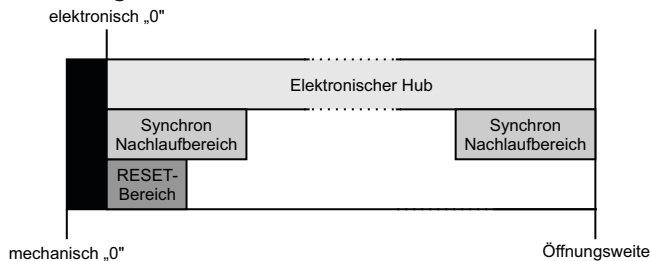 elektronisch „0"
Elektronischer Hub
Synchron
Nachlaufbereich
Synchron
Nachlaufbereich
RESET-
Bereich
mechanisch „0"
Öffnungsweite